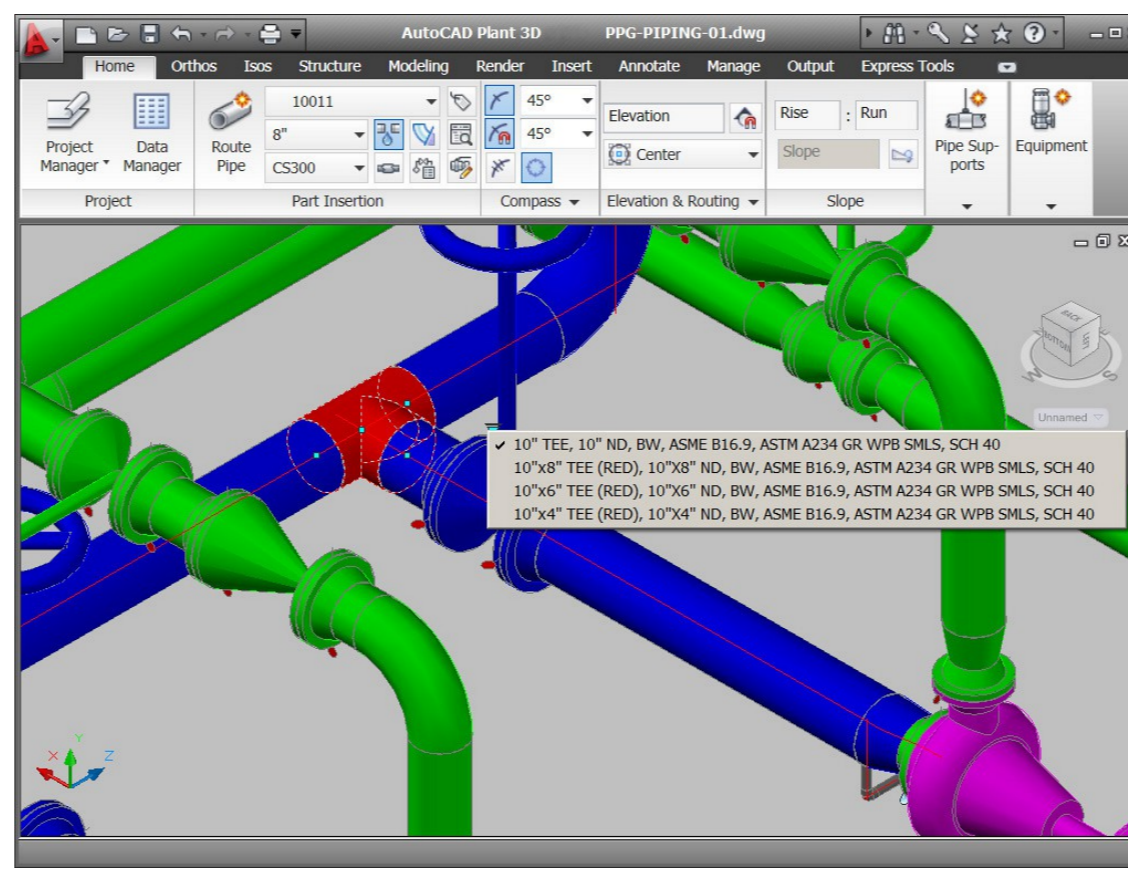 AutoCAD Plant 3D PPG-PIPING-01.dwg
Home Orthos Isos Structure Modeling Render Insert Annotate Manage Output Express Tools
10011 45° Elevation Rise : Run
8" 45° Center Slope
CS300
Project Manager Data Manager Route Pipe Pipe Sup-ports Equipment
Project Part Insertion Compass Elevation & Routing Slope
BACK
BOTTOM
W S
Unnamed
10" TEE, 10" ND, BW, ASME B16.9, ASTM A234 GR WPB SMLS, SCH 40
10"x8" TEE (RED), 10"X8" ND, BW, ASME B16.9, ASTM A234 GR WPB SMLS, SCH 40
10"x6" TEE (RED), 10"X6" ND, BW, ASME B16.9, ASTM A234 GR WPB SMLS, SCH 40
10"x4" TEE (RED), 10"X4" ND, BW, ASME B16.9, ASTM A234 GR WPB SMLS, SCH 40
X Y Z